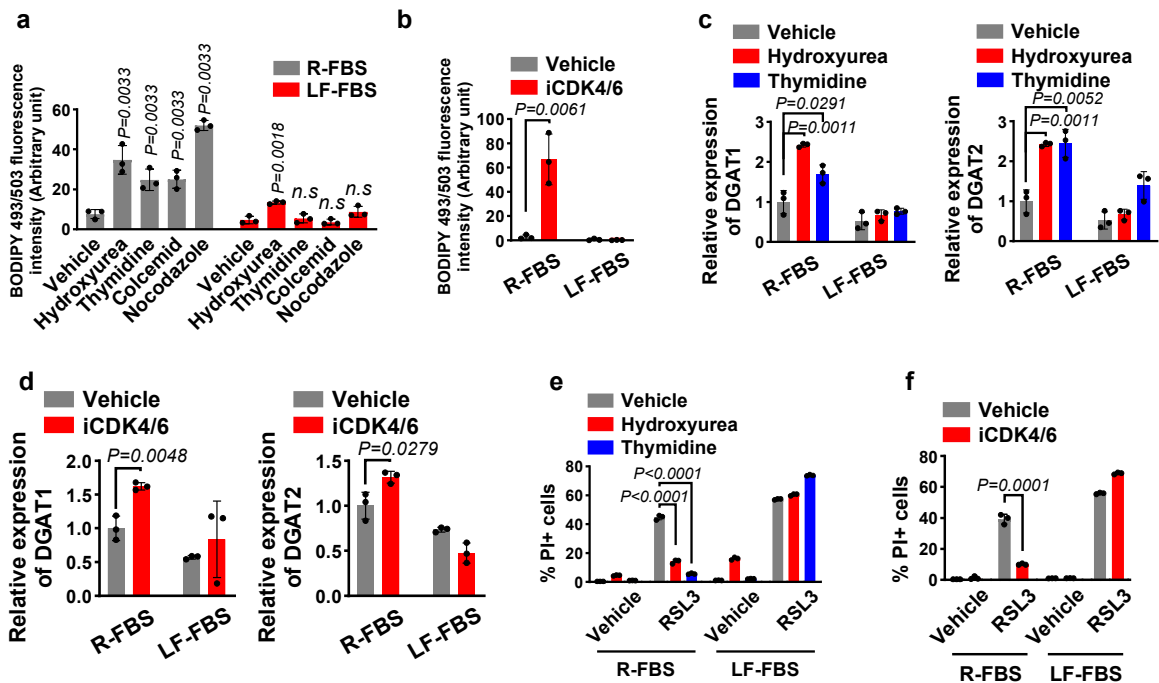 a
BODIPY 493/503 fluorescence
intensity (Arbitrary unit)
60
40
20
0
P=0.0033
P=0.0033
P=0.0033
P=0.0033
P=0.0018
n.s
n.s
n.s
R-FBS
LF-FBS
Vehicle
Hydroxyurea
Thymidine
Colcemid
Nocodazole
Vehicle
Hydroxyurea
Thymidine
Colcemid
Nocodazole
b
Vehicle
iCDK4/6
BODIPY 493/503 fluorescence
intensity (Arbitrary unit)
P=0.0061
100
80
60
40
20
0
R-FBS
LF-FBS
c
Vehicle
Hydroxyurea
Thymidine
Relative expression
of DGAT1
P=0.0291
P=0.0011
3
2
1
0
R-FBS
LF-FBS
Vehicle
Hydroxyurea
Thymidine
Relative expression
of DGAT2
P=0.0052
P=0.0011
3
2
1
0
R-FBS
LF-FBS
d
Vehicle
iCDK4/6
Relative expression
of DGAT1
P=0.0048
1.5
1.0
0.5
0.0
R-FBS
LF-FBS
Vehicle
iCDK4/6
Relative expression
of DGAT2
P=0.0279
1.5
1.0
0.5
0.0
R-FBS
LF-FBS
e
Vehicle
Hydroxyurea
Thymidine
% PI+ cells
P<0.0001
P<0.0001
80
60
40
20
0
Vehicle
RSL3
Vehicle
RSL3
R-FBS
LF-FBS
f
Vehicle
iCDK4/6
% PI+ cells
P=0.0001
80
60
40
20
0
Vehicle
RSL3
Vehicle
RSL3
R-FBS
LF-FBS